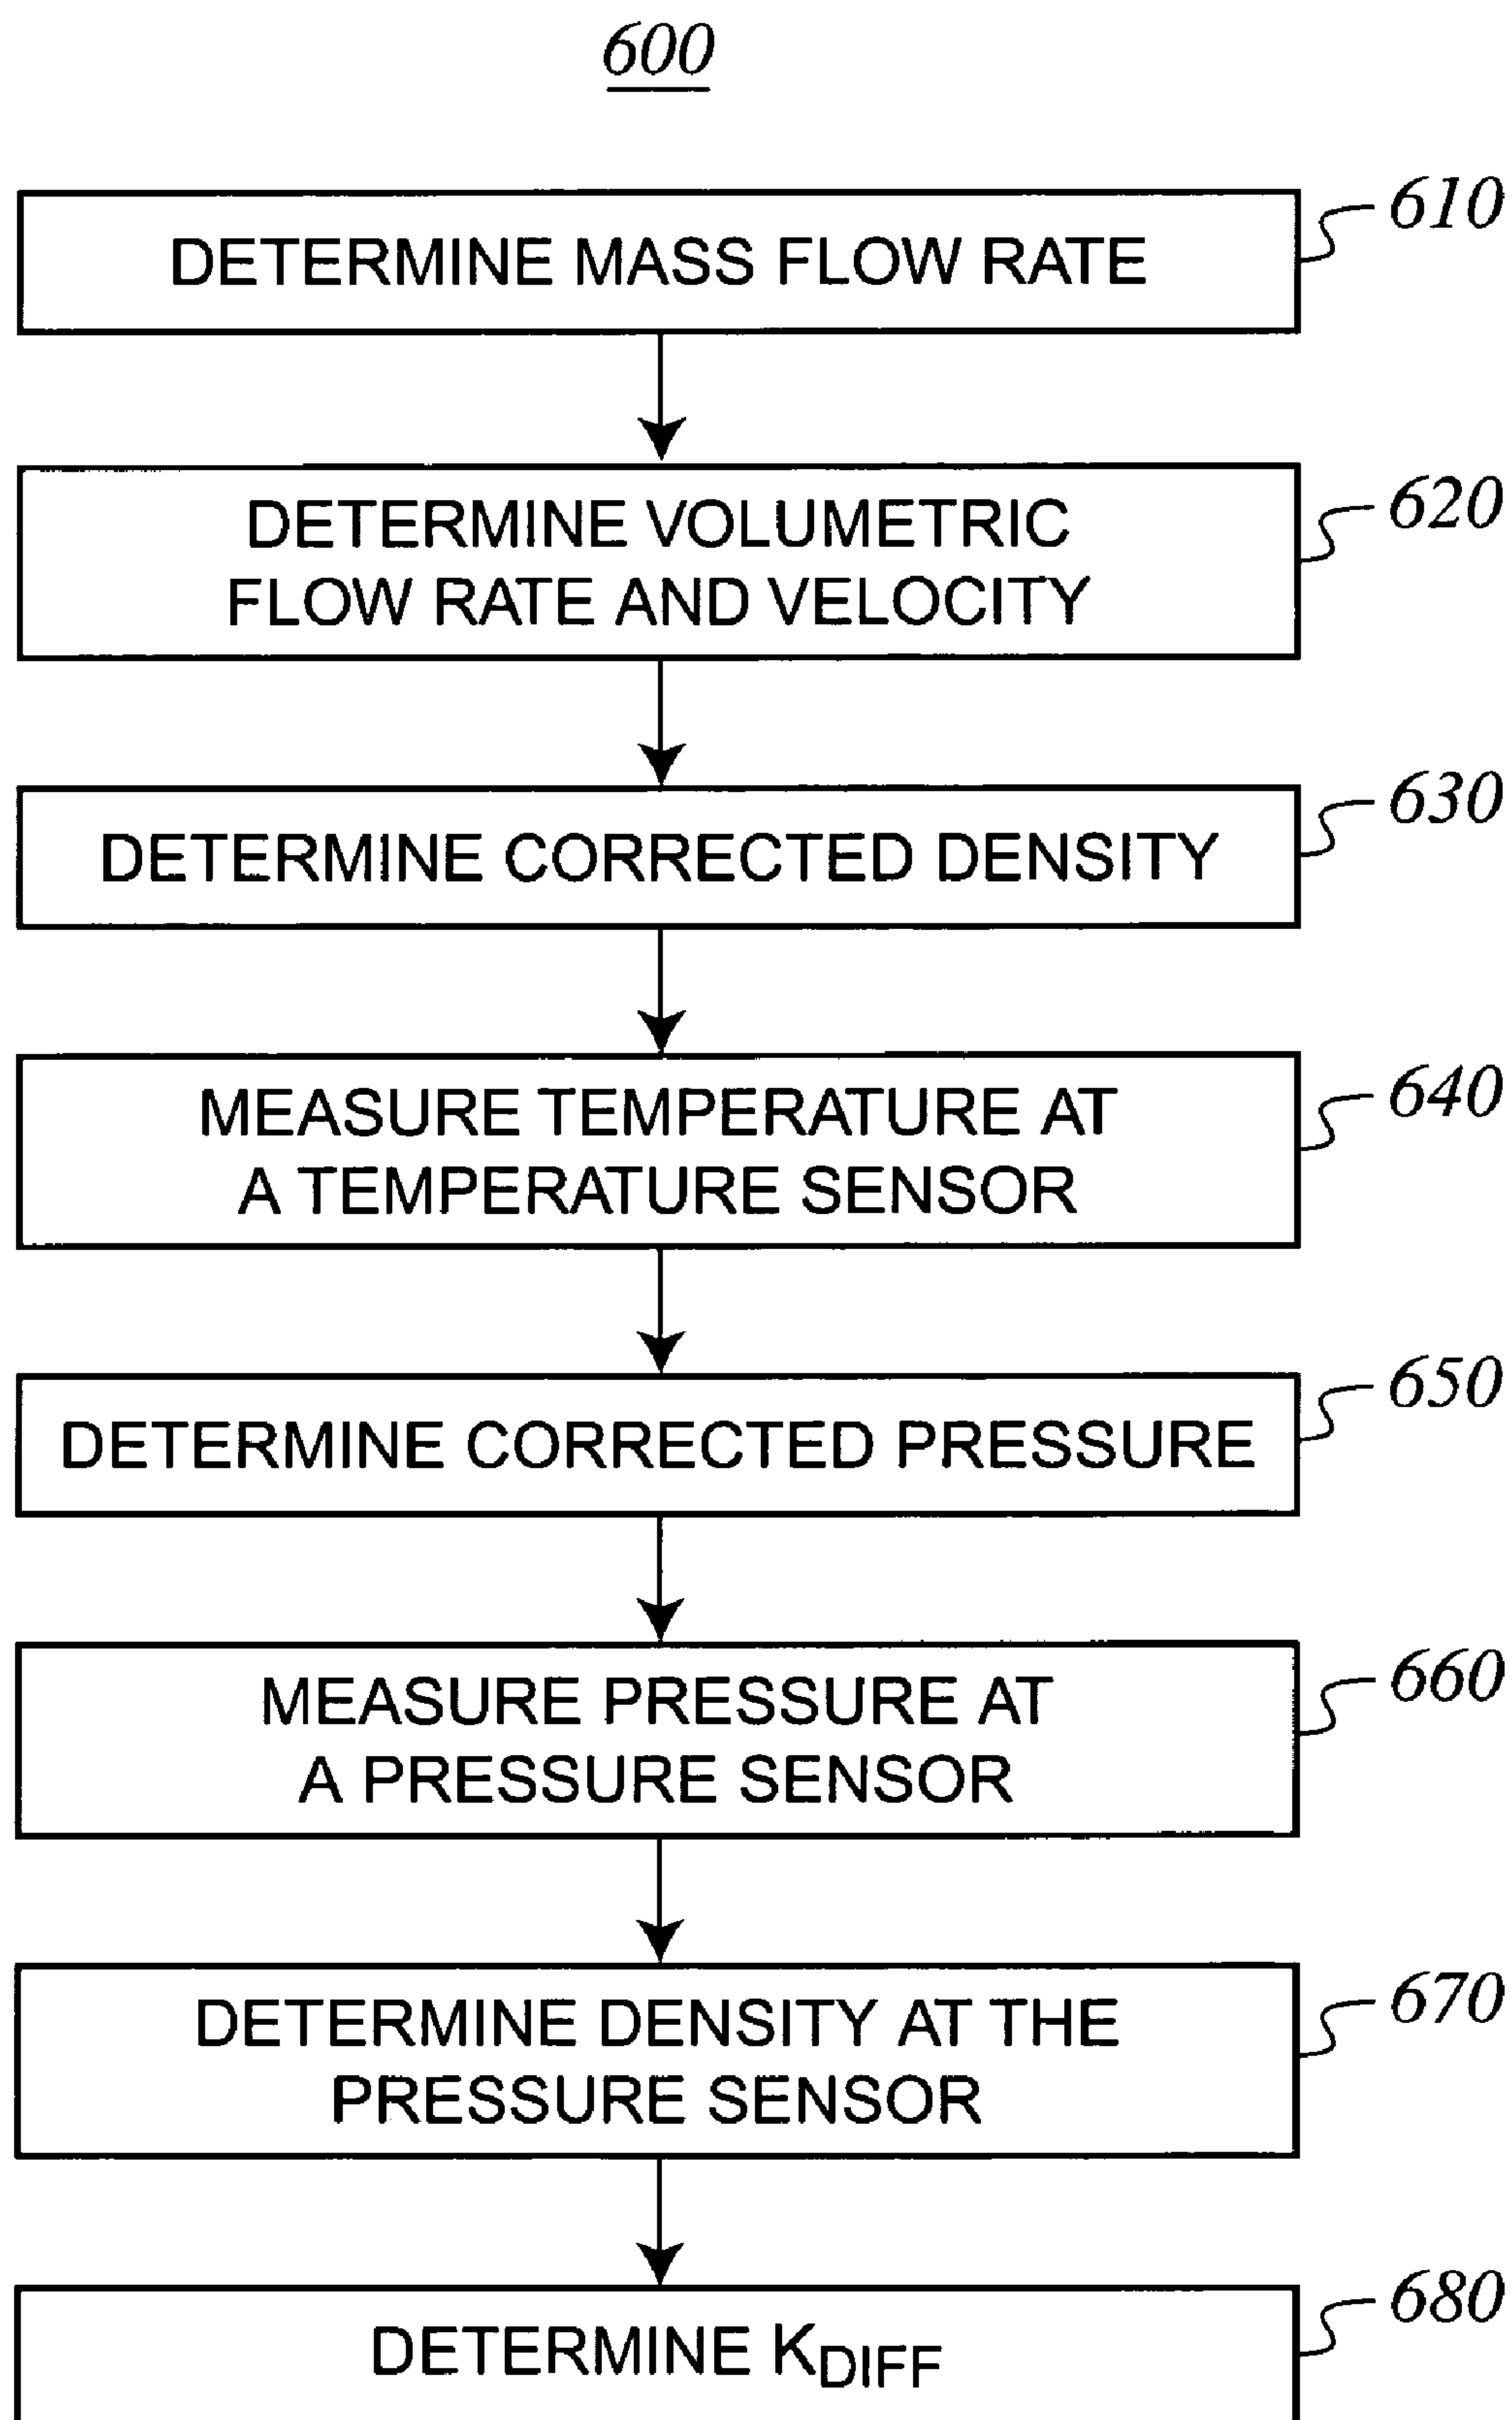 600
DETERMINE MASS FLOW RATE
610
DETERMINE VOLUMETRIC
FLOW RATE AND VELOCITY
620
DETERMINE CORRECTED DENSITY
630
MEASURE TEMPERATURE AT
A TEMPERATURE SENSOR
640
DETERMINE CORRECTED PRESSURE
650
MEASURE PRESSURE AT
A PRESSURE SENSOR
660
DETERMINE DENSITY AT THE
PRESSURE SENSOR
670
DETERMINE KDIFF
680